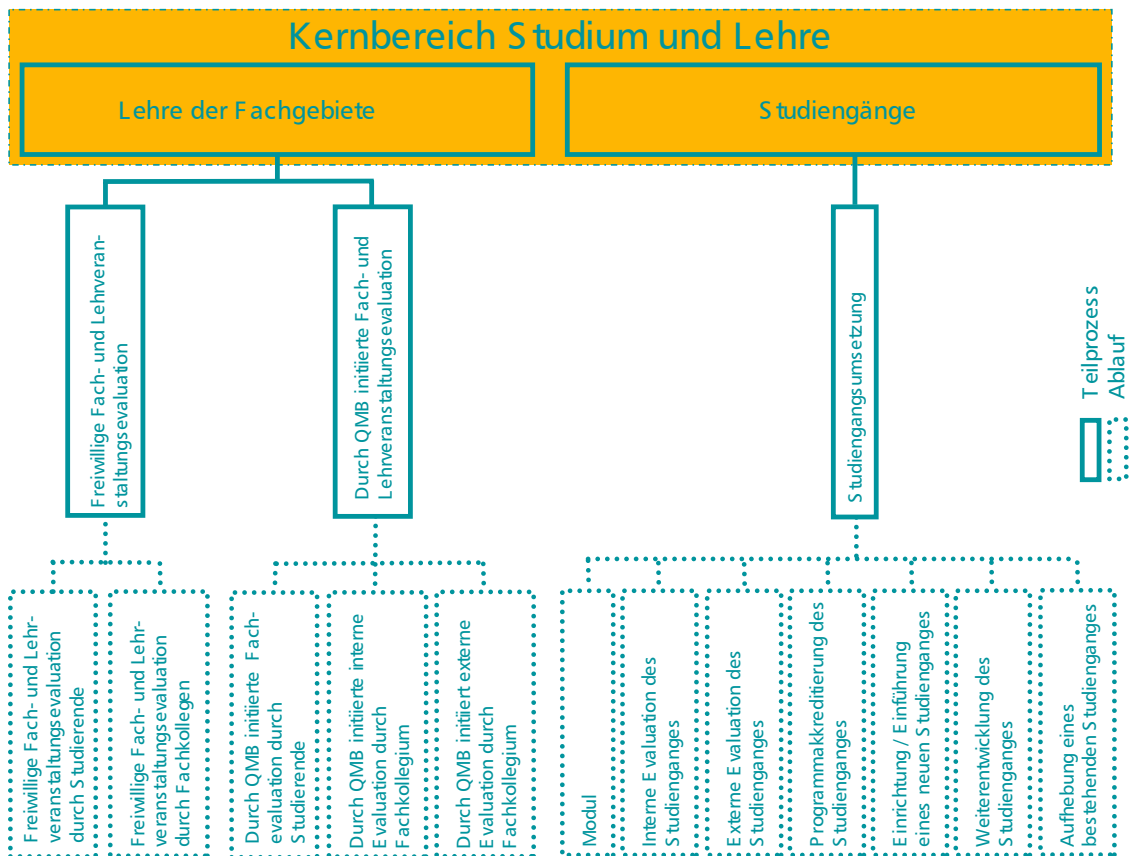 Kernbereich Studium und Lehre
Lehre der Fachgebiete
Studiengänge
Freiwillige Fach- und Lehrveran-
staltungsevaluation
Durch QMB initiierte Fach- und
Lehrveranstaltungsevaluation
Studiengangsumsetzung
Teilprozess
Ablauf
Freiwillige Fach- und Lehr-
veranstaltungsevaluation
durch Studierende
Freiwillige Fach- und Lehr-
veranstaltungsevaluation
durch Fachkollegen
Durch QMB initiierte Fach-
evaluation durch
Studierende
Durch QMB initiierte interne
Evaluation durch
Fachkollegium
Durch QMB initiiert externe
Evaluation durch
Fachkollegium
Modul
Interne Evaluation des
Studienganges
Externe Evaluation des
Studienganges
Programmakkreditierung des
Studienganges
Einrichtung / Einführung
eines neuen Studienganges
Weiterentwicklung des
Studienganges
Aufhebung eines
bestehenden Studienganges